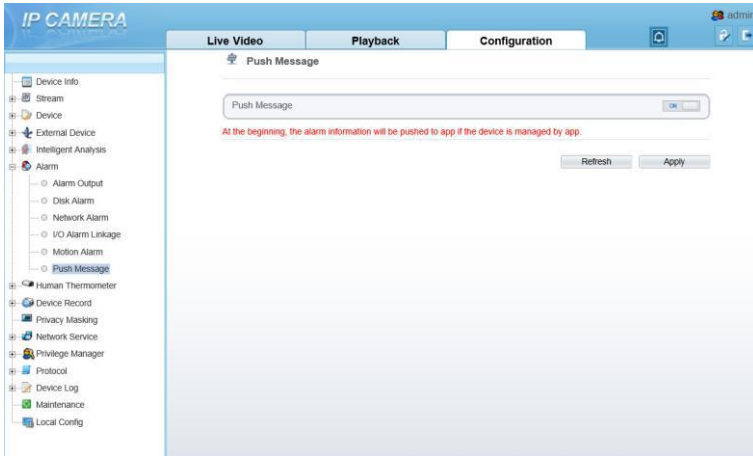 IP CAMERA
admin
Live Video Playback Configuration
Push Message
Device Info
Stream
Device
External Device
Intelligent Analysis
Alarm
Alarm Output
Disk Alarm
Network Alarm
I/O Alarm Linkage
Motion Alarm
Push Message
Human Thermometer
Device Record
Privacy Masking
Network Service
Privilege Manager
Protocol
Device Log
Maintenance
Local Config
Push Message ON
At the beginning, the alarm information will be pushed to app if the device is managed by app.
Refresh Apply